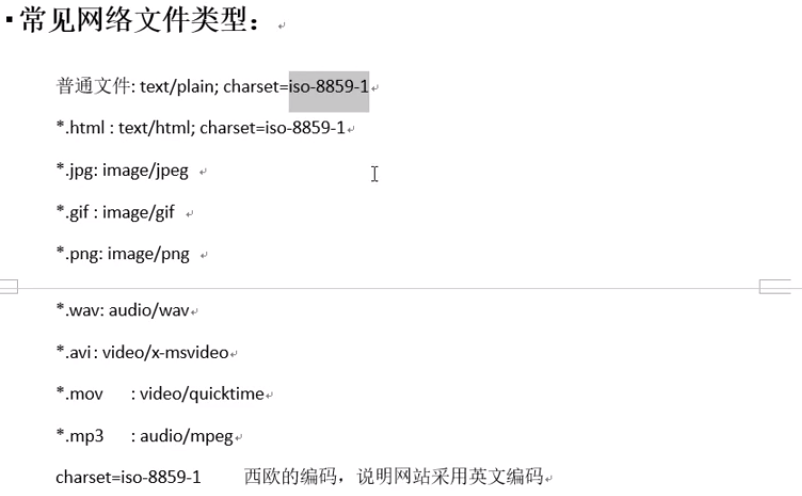 ▪常见网络文件类型：
普通文件: text/plain; charset=iso-8859-1
*.html : text/html; charset=iso-8859-1
*.jpg: image/jpeg
*.gif : image/gif
*.png: image/png
*.wav: audio/wav
*.avi : video/x-msvideo
*.mov : video/quicktime
*.mp3 : audio/mpeg
charset=iso-8859-1 西欧的编码，说明网站采用英文编码